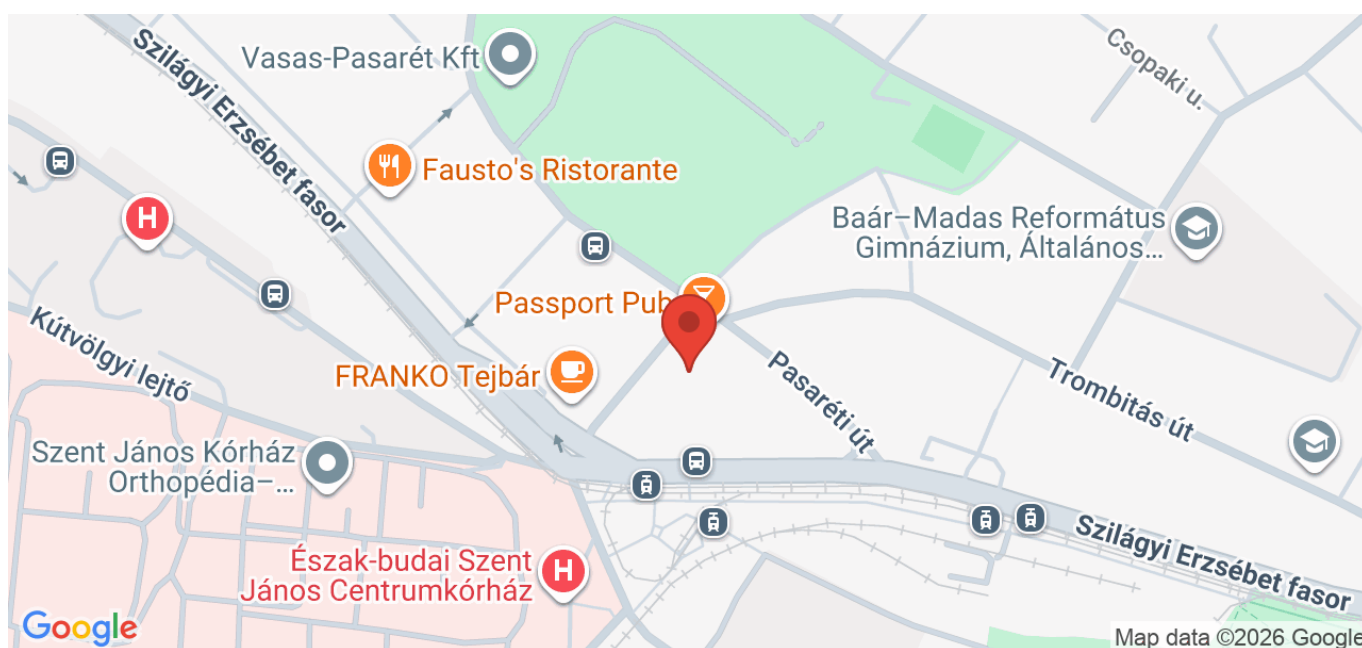 Szilágyi Erzsébet fasor
Vasas-Pasarét Kft
Csopaki u.
Fausto's Ristorante
Baár–Madas Református
Gimnázium, Általános…
H
Passport Pub
Kútvölgyi lejtő
FRANKO Tejbár
Pasaréti út
Trombitás út
Szent János Kórház
Orthopédia–…
Szilágyi Erzsébet fasor
Észak-budai Szent
János Centrumkórház
H
Google
Map data ©2026 Google